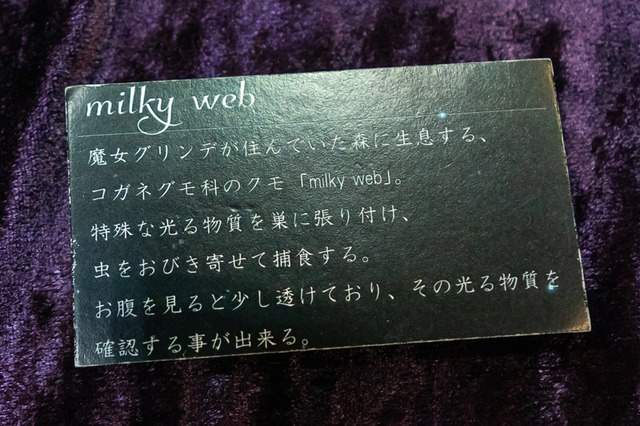 milky web
魔女グリンデが住んでいた森に生息する、
コガネグモ科のクモ「milky web」。
特殊な光る物質を巣に張り付け、
虫をおびき寄せて捕食する。
お腹を見ると少し透けており、その光る物質を
確認する事が出来る。